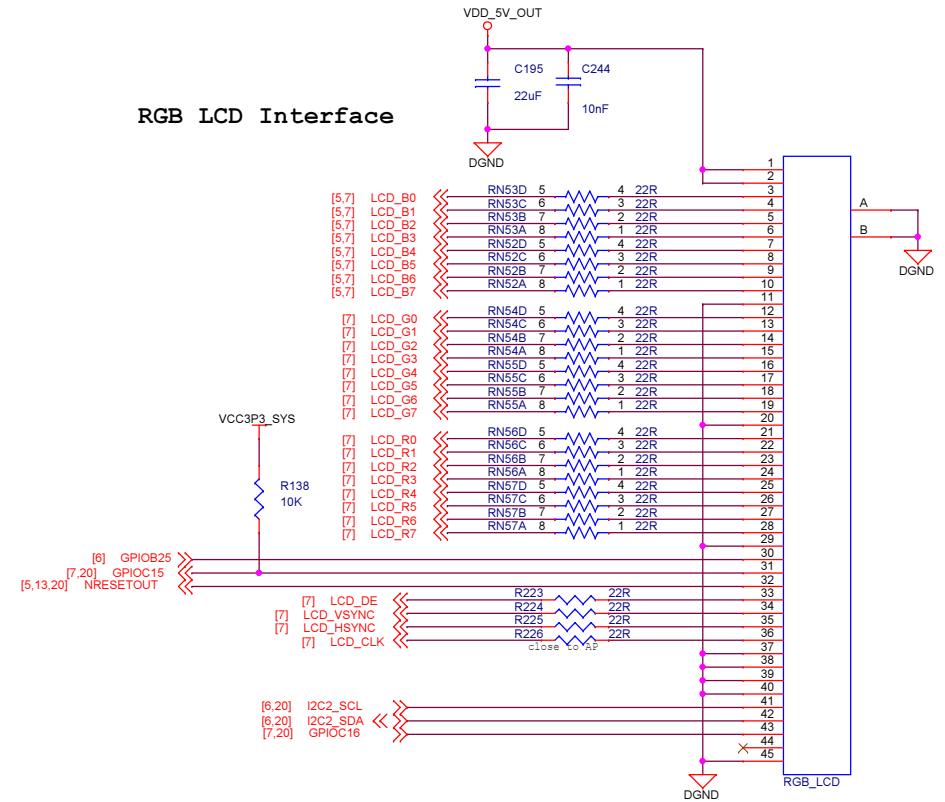 VDD_5V_OUT
C195
C244
22uF
10nF
RGB LCD Interface
DGND
1
2
[5,7] LCD_B0 RN53D 5 4 22R 3
[5,7] LCD_B1 RN53C 6 3 22R 4
[5,7] LCD_B2 RN53B 7 2 22R 5
[5,7] LCD_B3 RN53A 8 1 22R 6
[5,7] LCD_B4 RN52D 5 4 22R 7
[5,7] LCD_B5 RN52C 6 3 22R 8
[5,7] LCD_B6 RN52B 7 2 22R 9
[5,7] LCD_B7 RN52A 8 1 22R 10
A
B
DGND
11
[7] LCD_G0 RN54D 5 4 22R 12
[7] LCD_G1 RN54C 6 3 22R 13
[7] LCD_G2 RN54B 7 2 22R 14
[7] LCD_G3 RN54A 8 1 22R 15
[7] LCD_G4 RN55D 5 4 22R 16
[7] LCD_G5 RN55C 6 3 22R 17
[7] LCD_G6 RN55B 7 2 22R 18
[7] LCD_G7 RN55A 8 1 22R 19
20
VCC3P3_SYS
R138
10K
[7] LCD_R0 RN56D 5 4 22R 21
[7] LCD_R1 RN56C 6 3 22R 22
[7] LCD_R2 RN56B 7 2 22R 23
[7] LCD_R3 RN56A 8 1 22R 24
[7] LCD_R4 RN57D 5 4 22R 25
[7] LCD_R5 RN57C 6 3 22R 26
[7] LCD_R6 RN57B 7 2 22R 27
[7] LCD_R7 RN57A 8 1 22R 28
29
[6] GPIOB25 30
[7,20] GPIOC15 31
[5,13,20] NRESETOUT 32
[7] LCD_DE R223 22R 33
[7] LCD_VSYNC R224 22R 34
[7] LCD_HSYNC R225 22R 35
[7] LCD_CLK R226 22R 36
close to AP
37
38
39
40
[6,20] I2C2_SCL 41
[6,20] I2C2_SDA 42
[7,20] GPIOC16 43
44
45
RGB_LCD
DGND